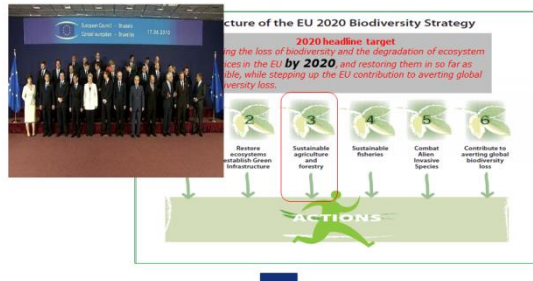 European Council - Brussels
Conseil européen - Bruxelles
17.06.2010
cture of the EU 2020 Biodiversity Strategy
2020 headline target
ing the loss of biodiversity and the degradation of ecosystem
ices in the EU by 2020, and restoring them in so far as
ible, while stepping up the EU contribution to averting global
iversity loss.
2
3
4
5
6
Restore
ecosystems
establish Green
Infrastructure
Sustainable
agriculture
and
forestry
Sustainable
fisheries
Combat
Alien
Invasive
Species
Contribute to
averting global
biodiversity
loss
ACTIONS